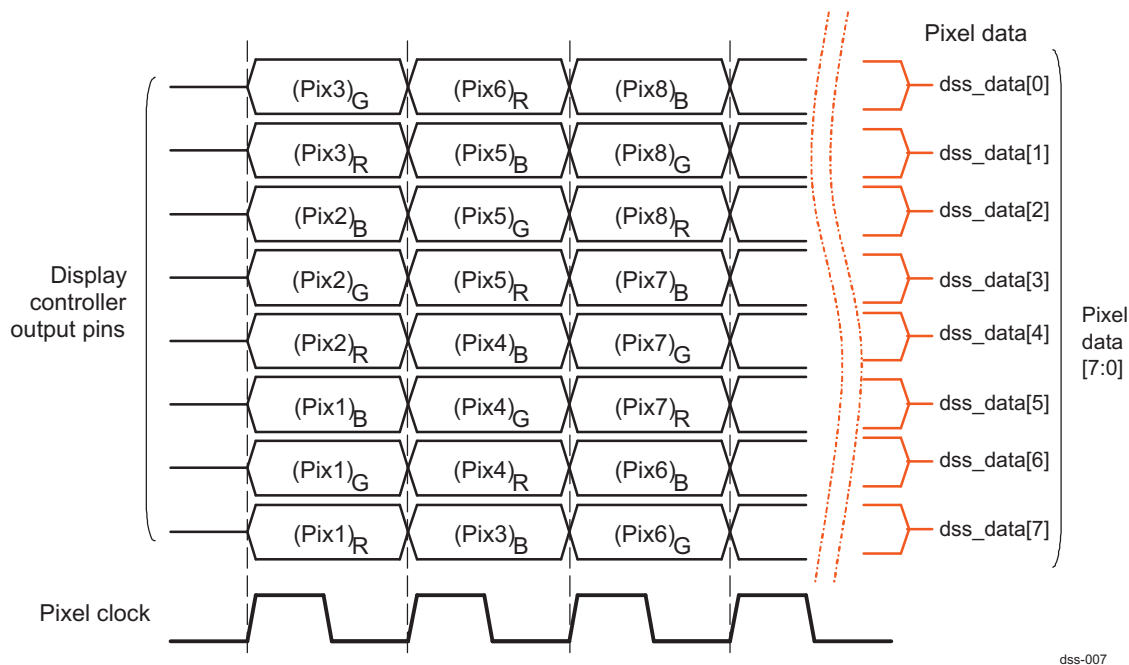 Pixel data
(Pix3)G (Pix6)R (Pix8)B dss_data[0]
(Pix3)R (Pix5)B (Pix8)G dss_data[1]
(Pix2)B (Pix5)G (Pix8)R dss_data[2]
(Pix2)G (Pix5)R (Pix7)B dss_data[3]
Display
controller
output pins
(Pix2)R (Pix4)B (Pix7)G dss_data[4]
Pixel
data
[7:0]
(Pix1)B (Pix4)G (Pix7)R dss_data[5]
(Pix1)G (Pix4)R (Pix6)B dss_data[6]
(Pix1)R (Pix3)B (Pix6)G dss_data[7]
Pixel clock
dss-007